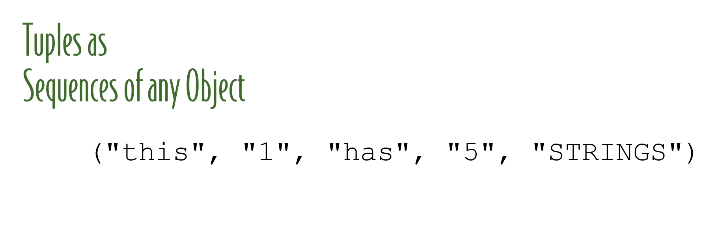 Tuples as
Sequences of any Object
("this", "1", "has", "5", "STRINGS")